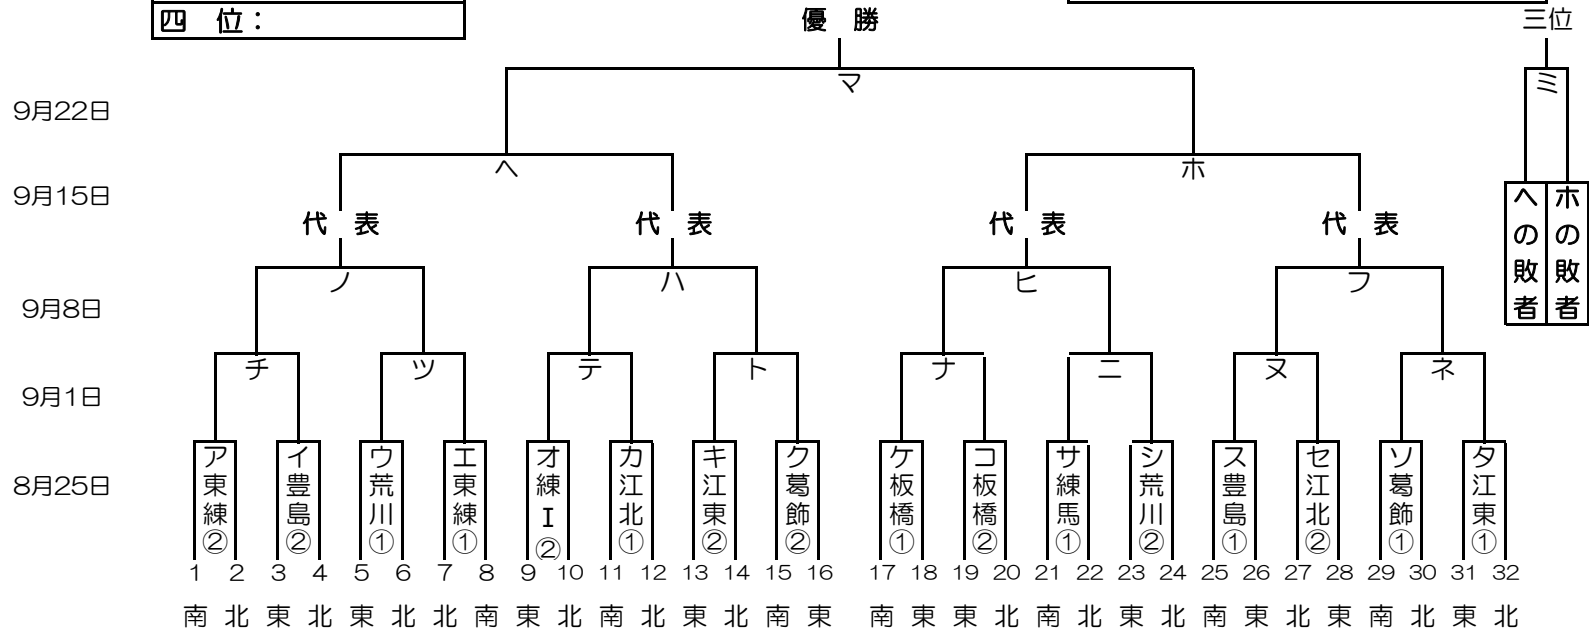 四　位：
優　勝
三位
マ
ミ
9月22日
ヘ
ホ
9月15日
代　表
代　表
代　表
代　表
ヘの敗者
ホの敗者
ノ
ハ
ヒ
フ
9月8日
チ
ツ
テ
ト
ナ
ニ
ヌ
ネ
9月1日
ア東練②
イ豊島②
ウ荒川①
エ東練①
オ練Ｉ②
カ江北①
キ江東②
ク葛飾②
ケ板橋①
コ板橋②
サ練馬①
シ荒川②
ス豊島①
セ江北②
ソ葛飾①
タ江東①
8月25日
1 2 3 4 5 6 7 8 9 10 11 12 13 14 15 16 17 18 19 20 21 22 23 24 25 26 27 28 29 30 31 32
南 北 東 北 東 北 北 南 東 北 南 北 東 北 南 東 南 東 東 北 南 北 東 北 南 東 北 東 南 北 東 北